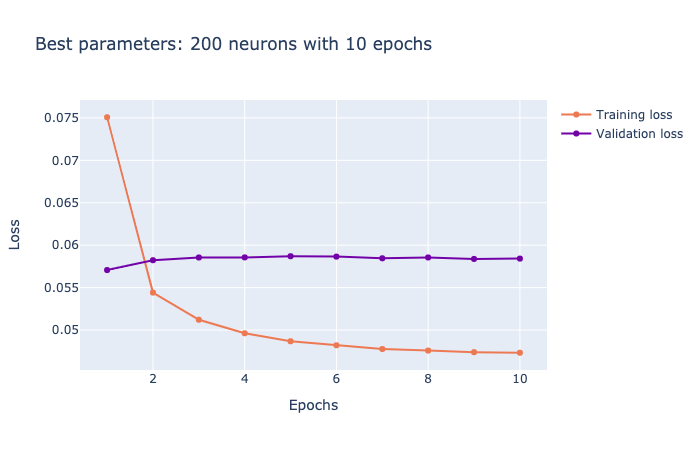 Best parameters: 200 neurons with 10 epochs
Training loss
Validation loss
0.075
0.07
0.065
0.06
0.055
0.05
Loss
2
4
6
8
10
Epochs